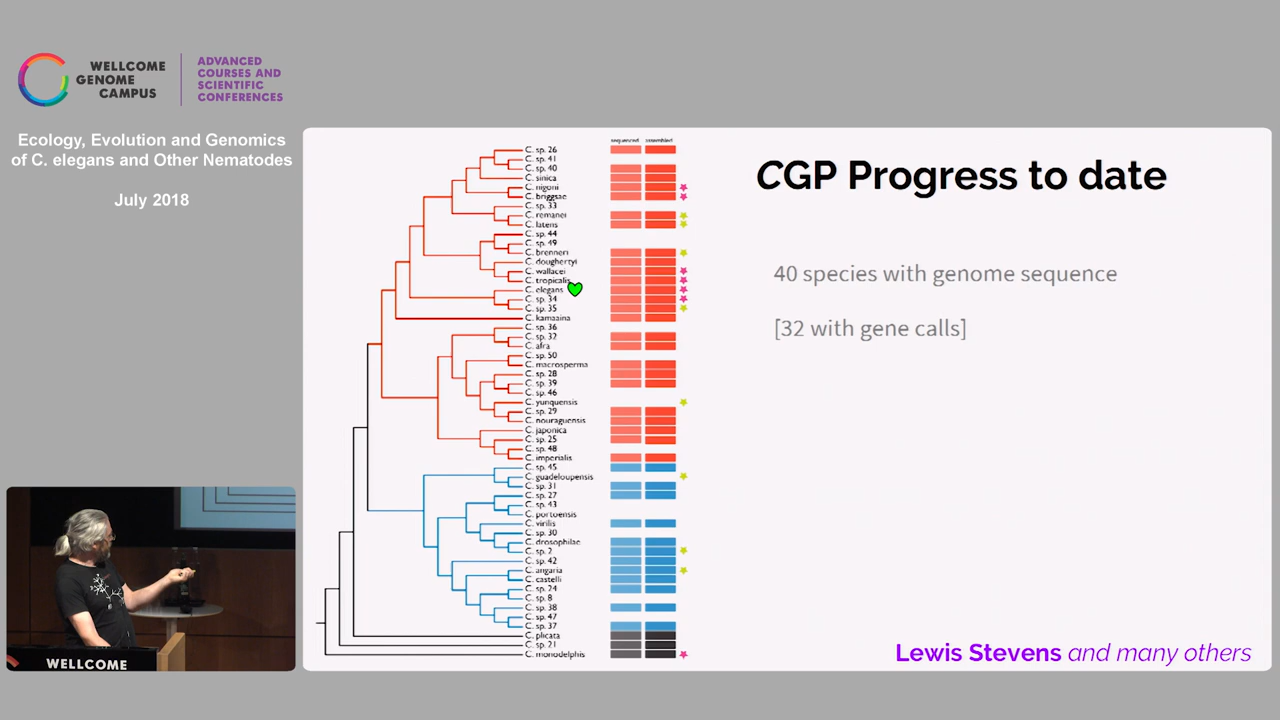 WELLCOME
GENOME
CAMPUS
ADVANCED
COURSES AND
SCIENTIFIC
CONFERENCES
Ecology, Evolution and Genomics
of C. elegans and Other Nematodes
July 2018
sequenced assembled
C. sp. 26
C. sp. 41
C. sp. 40
C. sinica
C. nigoni
C. briggsae
C. sp. 33
C. remanei
C. latens
C. sp. 44
C. sp. 49
C. brenneri
C. doughertyi
C. wallacei
C. tropicalis
C. elegans
C. sp. 34
C. sp. 35
C. kamaaina
C. sp. 36
C. sp. 32
C. afra
C. sp. 50
C. macrosperma
C. sp. 28
C. sp. 39
C. sp. 46
C. yunquensis
C. sp. 29
C. nouraguensis
C. japonica
C. sp. 25
C. sp. 48
C. imperialis
C. sp. 45
C. guadeloupensis
C. sp. 31
C. sp. 27
C. sp. 43
C. portoensis
C. virilis
C. sp. 30
C. drosophilae
C. sp. 2
C. sp. 42
C. angaria
C. castelli
C. sp. 24
C. sp. 8
C. sp. 38
C. sp. 47
C. sp. 37
C. plicata
C. sp. 21
C. monodelphis
CGP Progress to date
40 species with genome sequence
[32 with gene calls]
Lewis Stevens and many others
WELLCOME